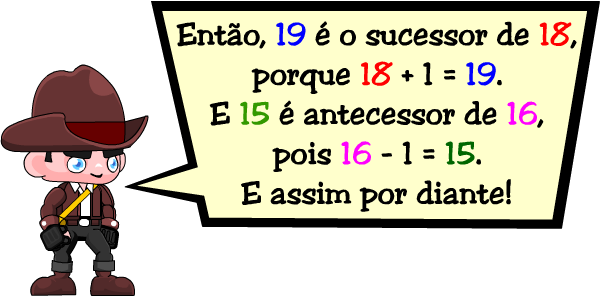 Então, 19 é o sucessor de 18,
porque 18 + 1 = 19.
E 15 é antecessor de 16,
pois 16 - 1 = 15.
E assim por diante!